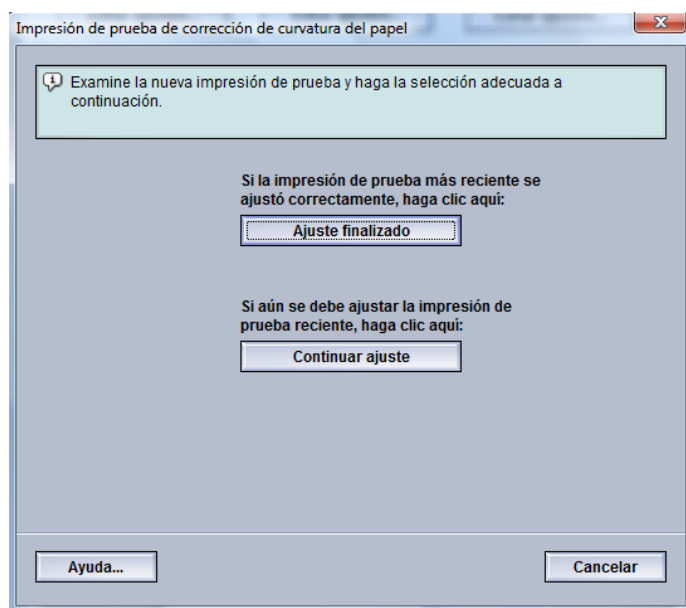 Impresión de prueba de corrección de curvatura del papel
Examine la nueva impresión de prueba y haga la selección adecuada a
continuación.
Si la impresión de prueba más reciente se
ajustó correctamente, haga clic aquí:
Ajuste finalizado
Si aún se debe ajustar la impresión de
prueba reciente, haga clic aquí:
Continuar ajuste
Ayuda...
Cancelar